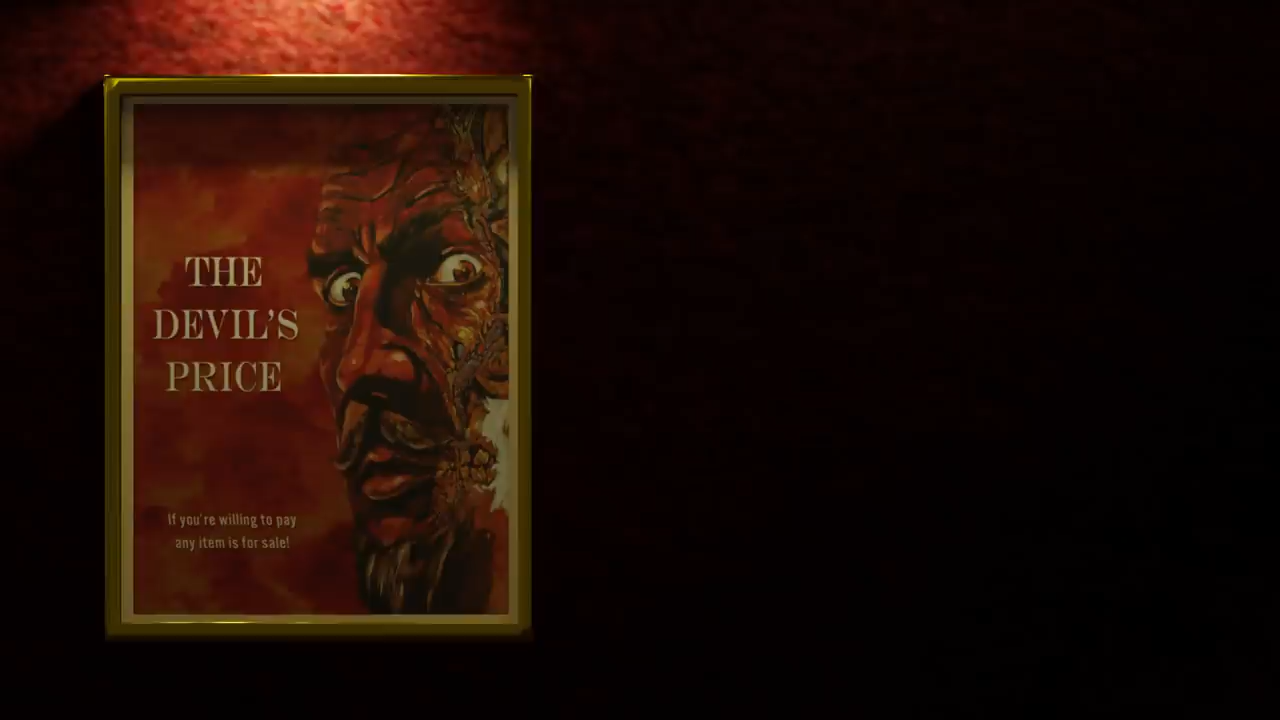 THE
DEVIL'S
PRICE
If you're willing to pay
any item is for sale!